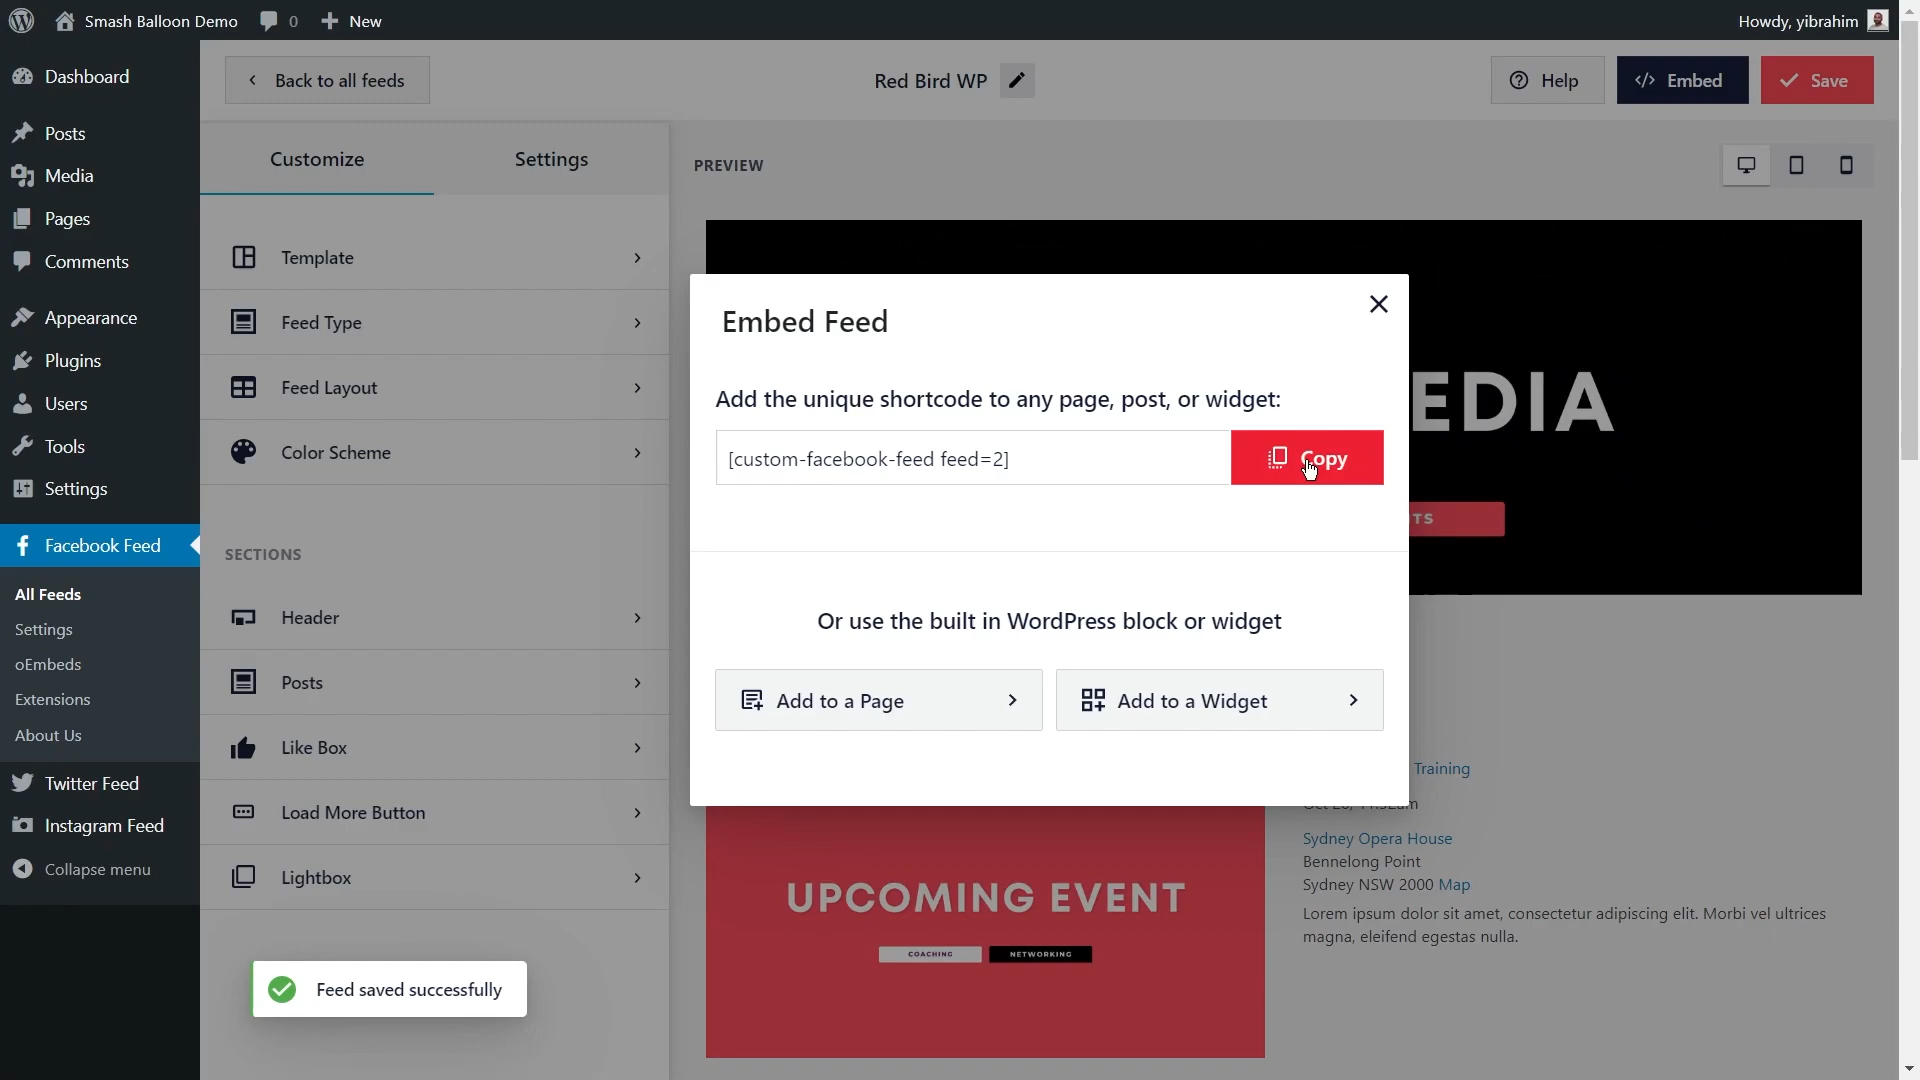 Smash Balloon Demo
0
New
Howdy, yibrahim
Dashboard
Posts
Media
Pages
Comments
Appearance
Plugins
Users
Tools
Settings
Facebook Feed
All Feeds
Settings
oEmbeds
Extensions
About Us
Twitter Feed
Instagram Feed
Collapse menu
Back to all feeds
Red Bird WP
Help
Embed
Save
Customize
Settings
Template
Feed Type
Feed Layout
Color Scheme
SECTIONS
Header
Posts
Like Box
Load More Button
Lightbox
Feed saved successfully
PREVIEW
EDIA
TS
Embed Feed
Add the unique shortcode to any page, post, or widget:
[custom-facebook-feed feed=2]
Copy
Or use the built in WordPress block or widget
Add to a Page
Add to a Widget
UPCOMING EVENT
COACHING
NETWORKING
Training
Sydney Opera House
Bennelong Point
Sydney NSW 2000 Map
Lorem ipsum dolor sit amet, consectetur adipiscing elit. Morbi vel ultrices
magna, eleifend egestas nulla.